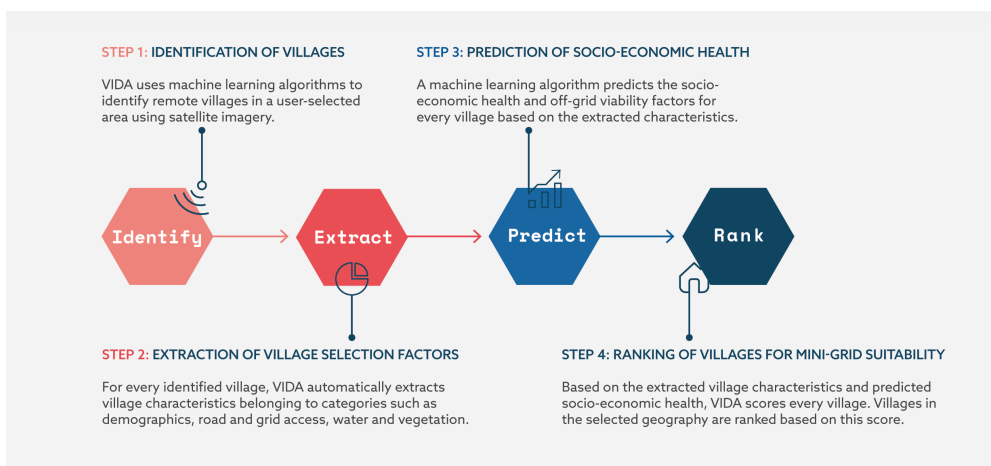 STEP 1: IDENTIFICATION OF VILLAGES
VIDA uses machine learning algorithms to
identify remote villages in a user-selected
area using satellite imagery.
STEP 3: PREDICTION OF SOCIO-ECONOMIC HEALTH
A machine learning algorithm predicts the socio-
economic health and off-grid viability factors for
every village based on the extracted characteristics.
Identify
Extract
Predict
Rank
STEP 2: EXTRACTION OF VILLAGE SELECTION FACTORS
For every identified village, VIDA automatically extracts
village characteristics belonging to categories such as
demographics, road and grid access, water and vegetation.
STEP 4: RANKING OF VILLAGES FOR MINI-GRID SUITABILITY
Based on the extracted village characteristics and predicted
socio-economic health, VIDA scores every village. Villages in
the selected geography are ranked based on this score.